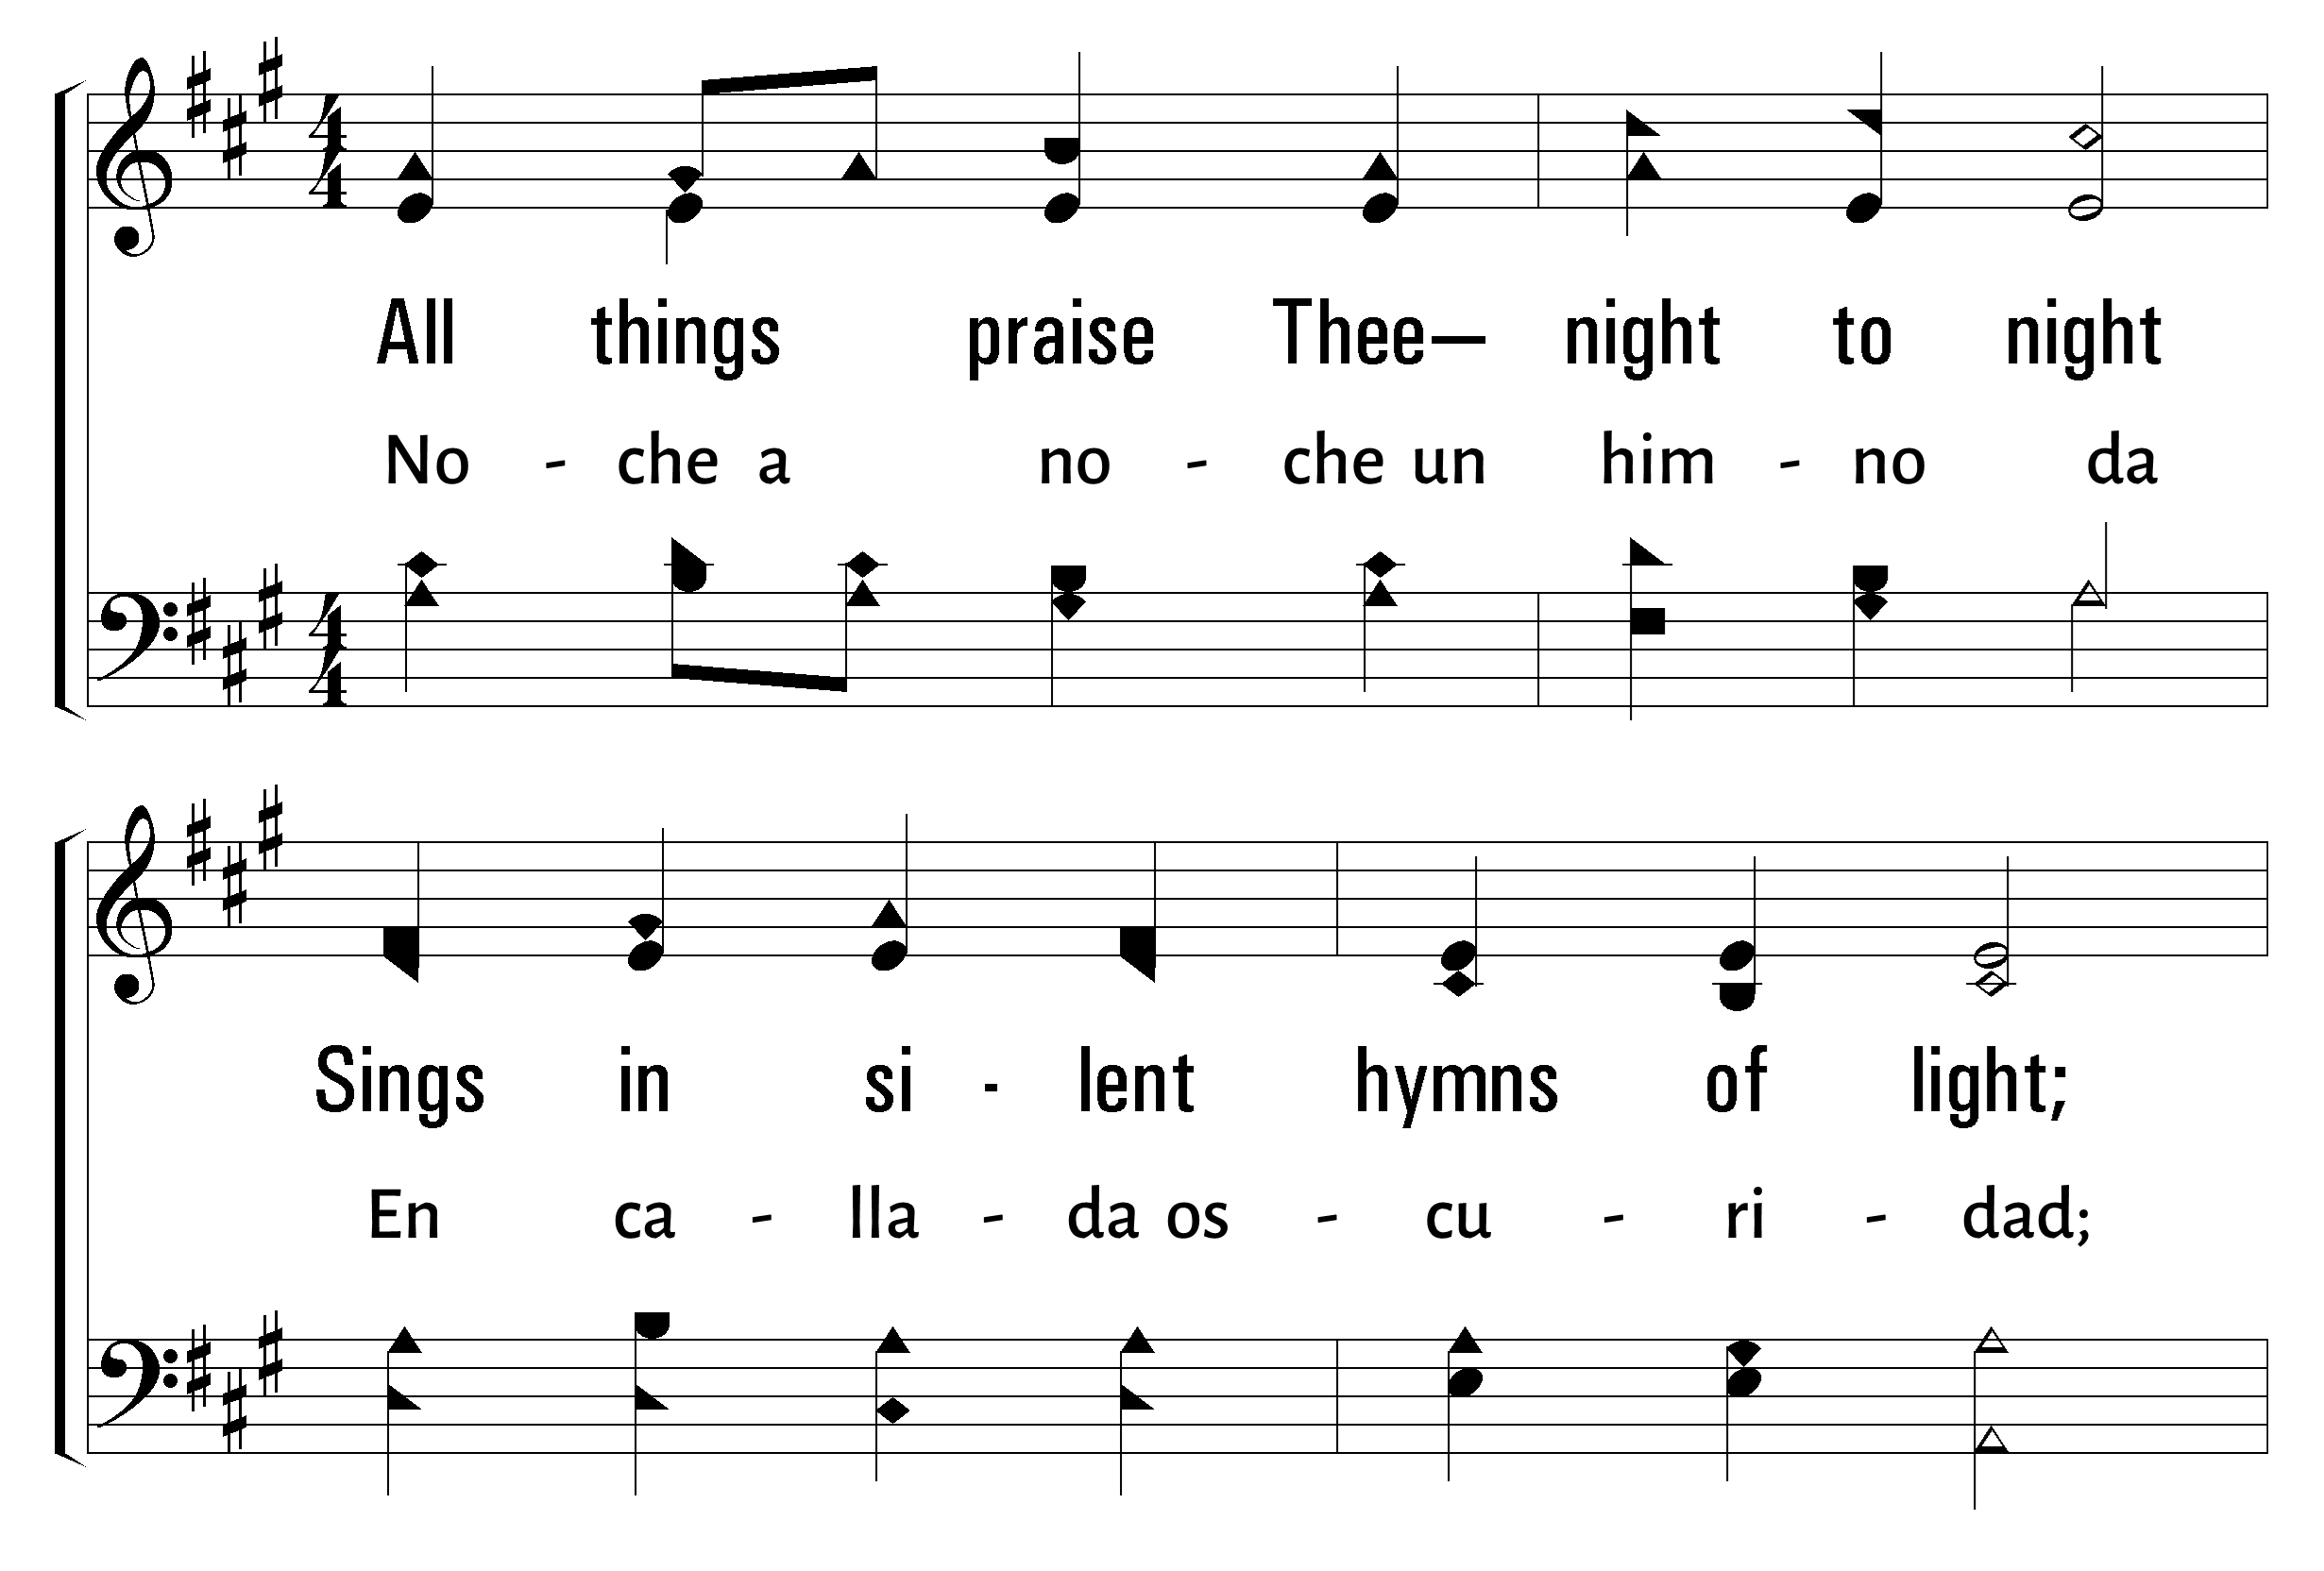 All things praise Thee— night to night
No - che a no - che un him - no da
Sings in si - lent hymns of light;
En ca - lla - da os - cu - ri - dad;